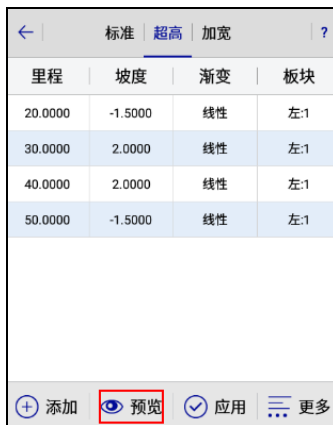 标准 超高 加宽 ?
里程 坡度 渐变 板块
20.0000 -1.5000 线性 左:1
30.0000 2.0000 线性 左:1
40.0000 2.0000 线性 左:1
50.0000 -1.5000 线性 左:1
添加 预览 应用 更多